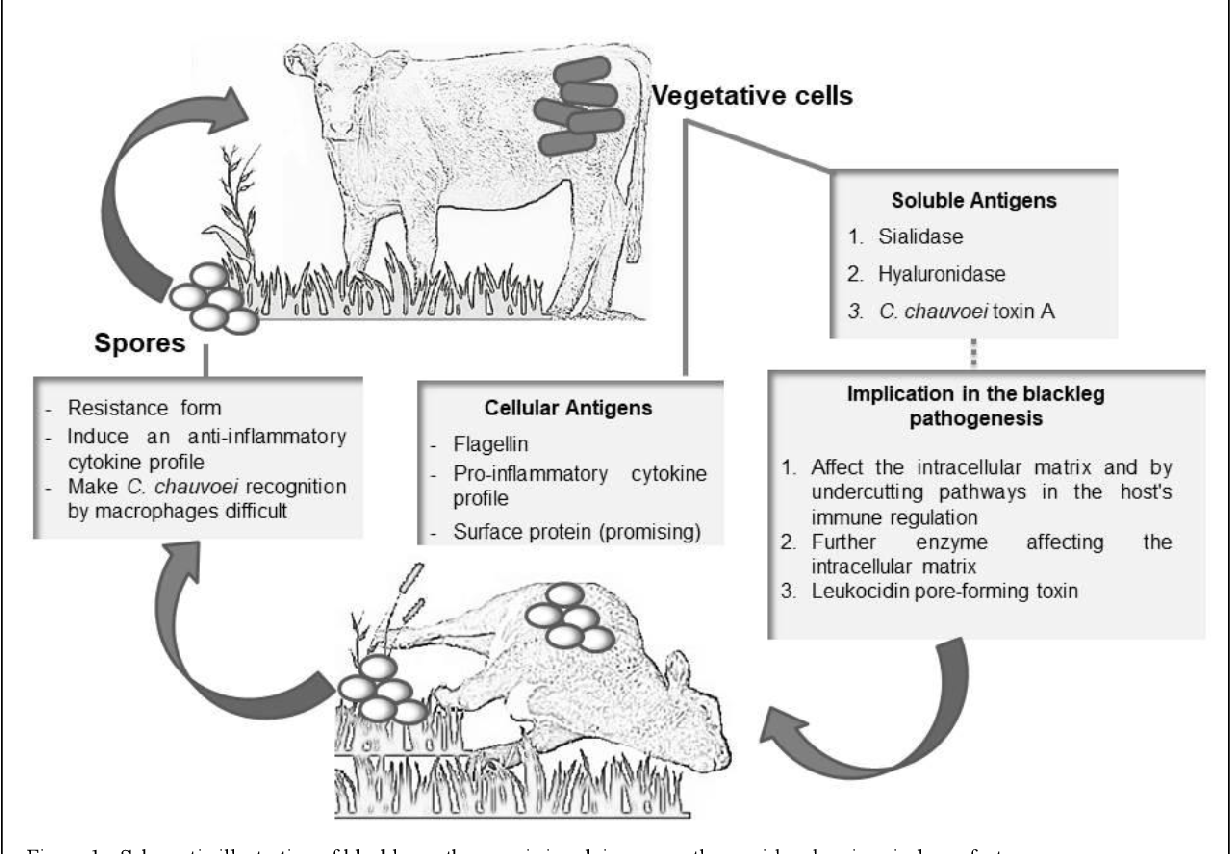 Vegetative cells
Soluble Antigens
1. Sialidase
2. Hyaluronidase
3. C. chauvoei toxin A
Spores
- Resistance form
- Induce an anti-inflammatory
cytokine profile
- Make C. chauvoei recognition
by macrophages difficult
Cellular Antigens
- Flagellin
- Pro-inflammatory cytokine
profile
- Surface protein (promising)
Implication in the blackleg
pathogenesis
1. Affect the intracellular matrix and by
undercutting pathways in the host's
immune regulation
2. Further enzyme affecting the
intracellular matrix
3. Leukocidin pore-forming toxin